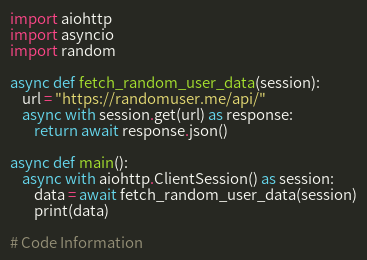 import aiohttp
import asyncio
import random

async def fetch_random_user_data(session):
    url = "https://randomuser.me/api/"
    async with session.get(url) as response:
        return await response.json()

async def main():
    async with aiohttp.ClientSession() as session:
        data = await fetch_random_user_data(session)
        print(data)

# Code Information